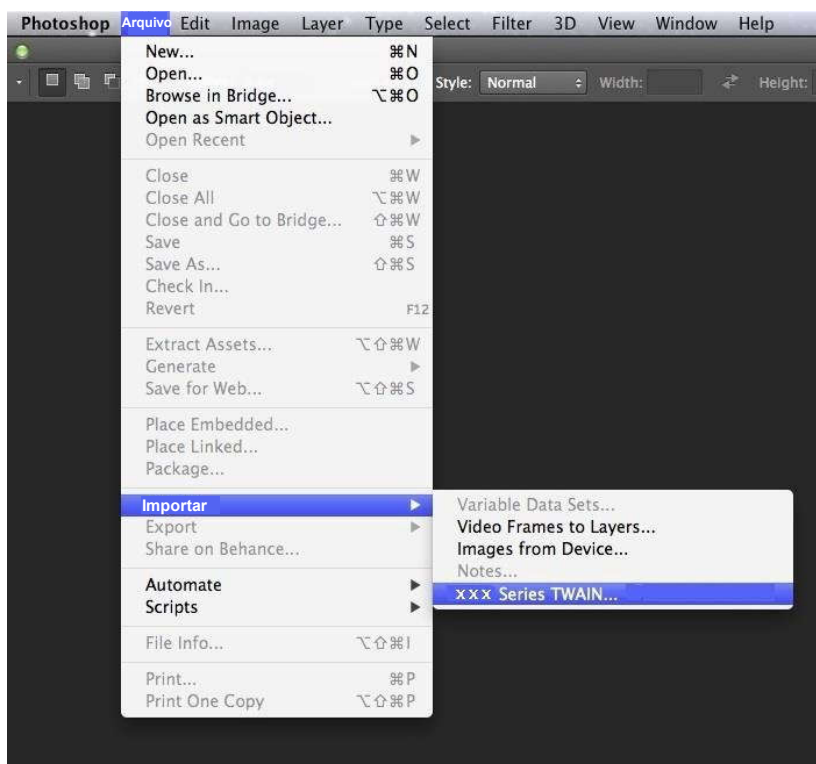 Photoshop Arquivo Edit Image Layer Type Select Filter 3D View Window Help
Style: Normal Width: Height:
New... ⌘N
Open... ⌘O
Browse in Bridge... ⌥⌘O
Open as Smart Object...
Open Recent
Close ⌘W
Close All ⌥⌘W
Close and Go to Bridge... ⇧⌘W
Save ⌘S
Save As... ⇧⌘S
Check In...
Revert F12
Extract Assets... ⌥⇧⌘W
Generate
Save for Web... ⌥⇧⌘S
Place Embedded...
Place Linked...
Package...
Importar
Export
Share on Behance...
Automate
Scripts
File Info... ⌥⇧⌘I
Print... ⌘P
Print One Copy ⌥⇧⌘P
Variable Data Sets...
Video Frames to Layers...
Images from Device...
Notes...
xxx Series TWAIN...